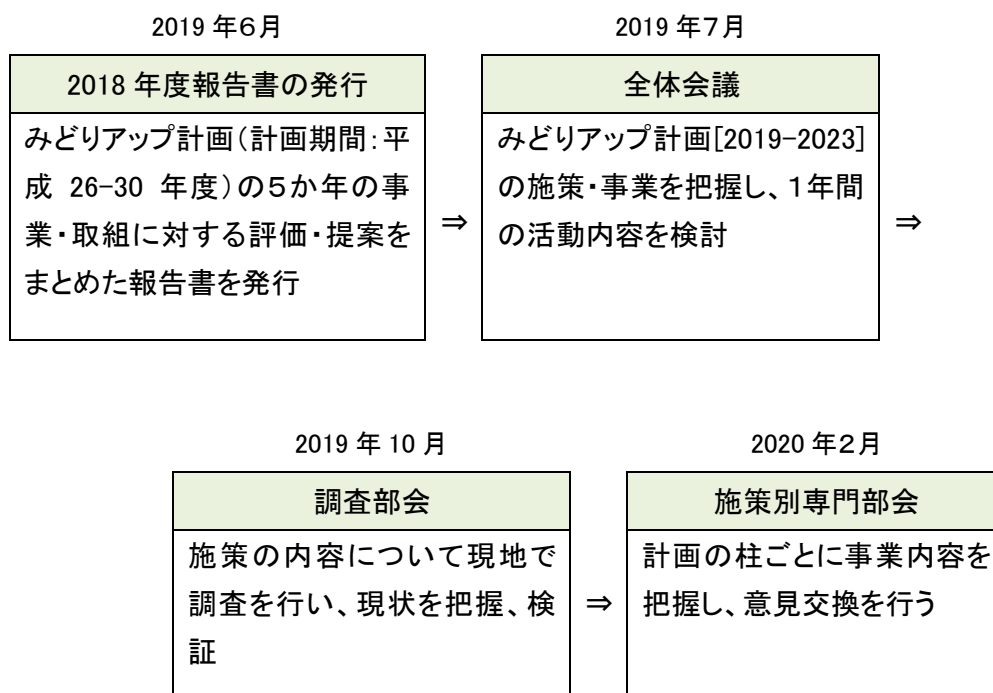 2019 年6月
2018 年度報告書の発行
みどりアップ計画（計画期間：平
成 26-30 年度）の5か年の事
業・取組に対する評価・提案を
まとめた報告書を発行
⇒
2019 年7月
全体会議
みどりアップ計画[2019-2023]
の施策・事業を把握し、1年間
の活動内容を検討
⇒
2019 年 10 月
調査部会
施策の内容について現地で
調査を行い、現状を把握、検
証
⇒
2020 年2月
施策別専門部会
計画の柱ごとに事業内容を
把握し、意見交換を行う